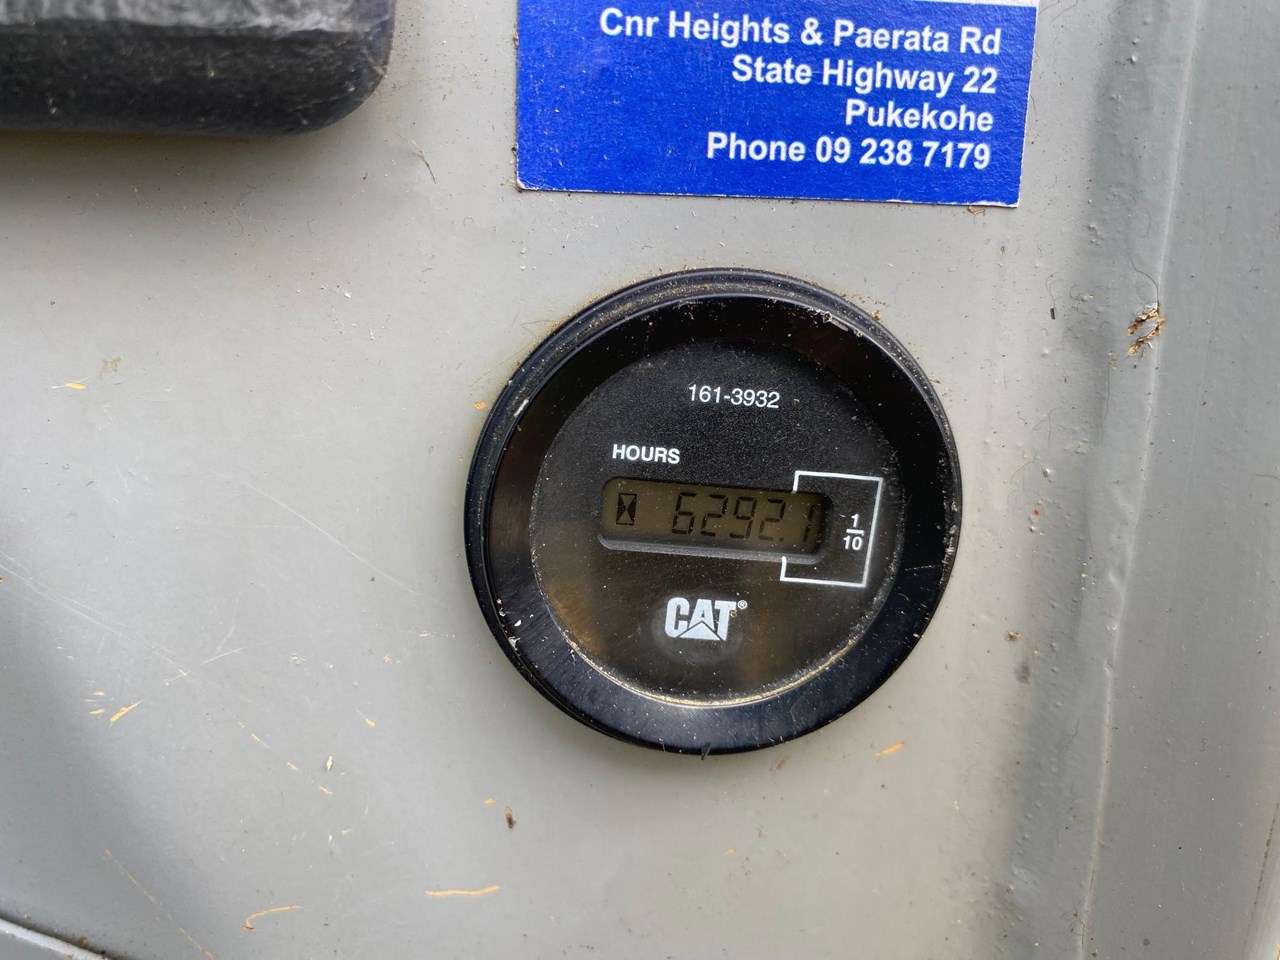 Cnr Heights & Paerata Rd
State Highway 22
Pukekohe
Phone 09 238 7179
161-3932
HOURS
6292.1
1
10
CAT®